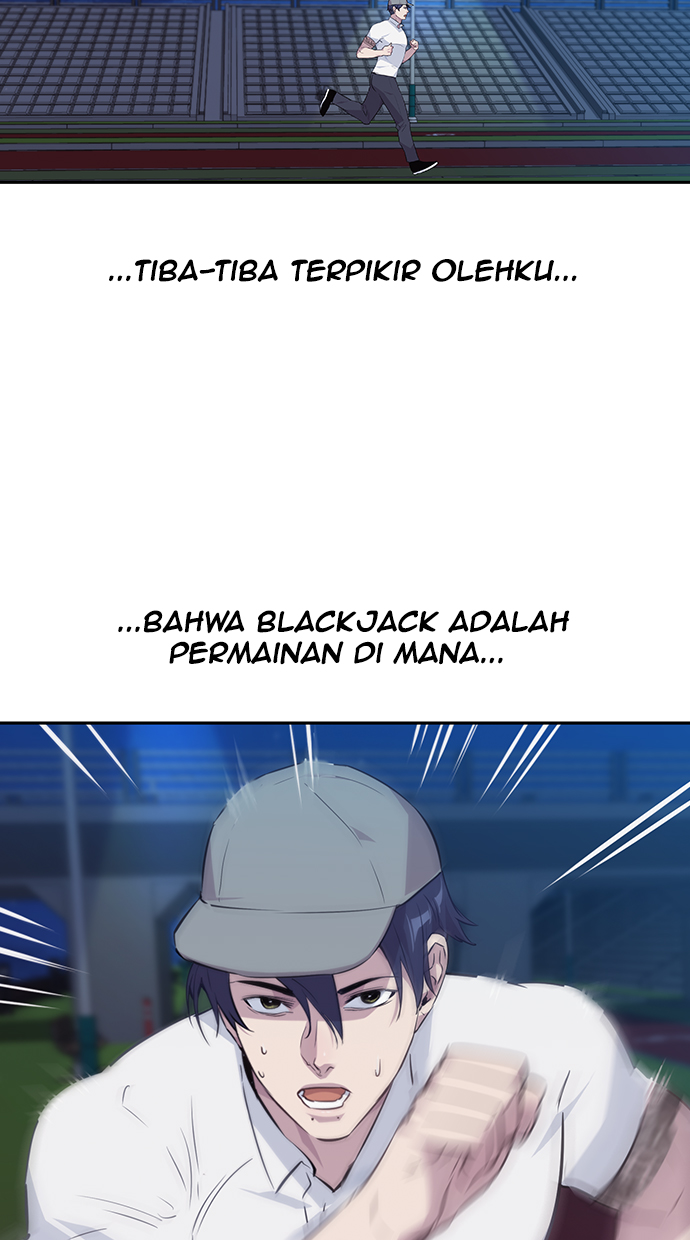 ...TIBA-TIBA TERPIKIR OLEHKU...
...BAHWA BLACKJACK ADALAH
PERMAINAN DI MANA...